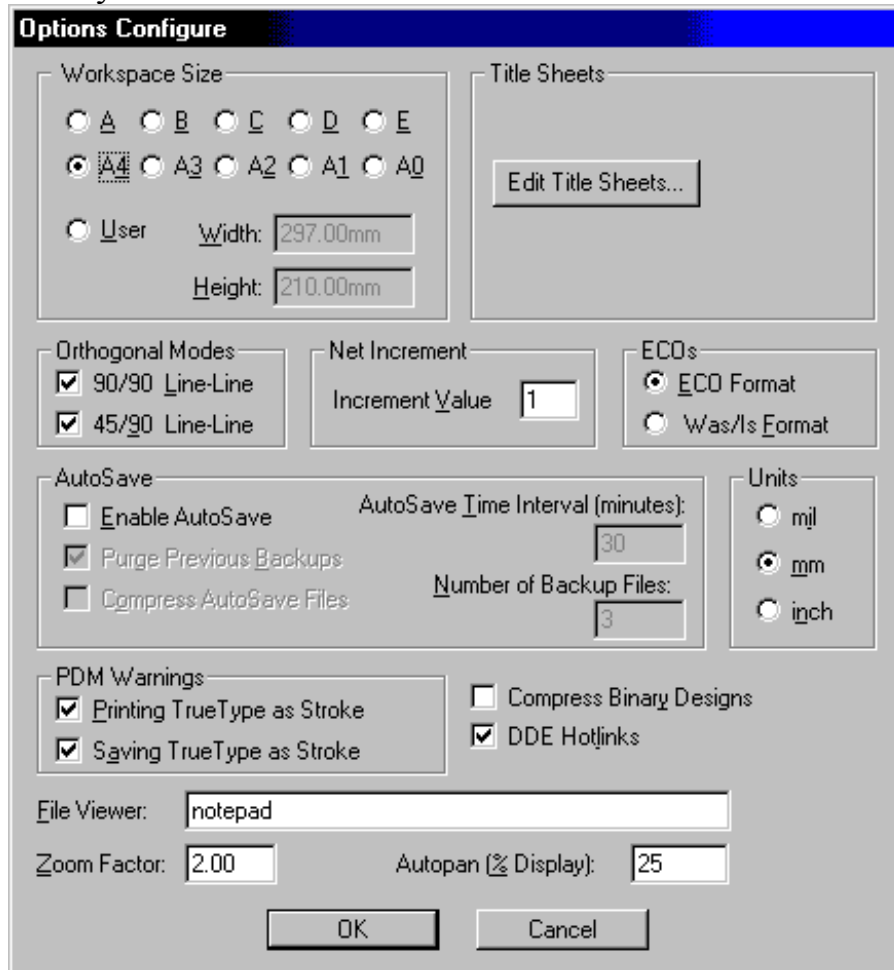 Options Configure
Workspace Size
A B C D E
A4 A3 A2 A1 A0
User Width: 297.00mm
Height: 210.00mm
Title Sheets
Edit Title Sheets...
Orthogonal Modes
90/90 Line-Line
45/90 Line-Line
Net Increment
Increment Value 1
ECOs
ECO Format
Was/Is Format
AutoSave
Enable AutoSave
Purge Previous Backups
Compress AutoSave Files
AutoSave Time Interval (minutes):
30
Number of Backup Files:
3
Units
mil
mm
inch
PDM Warnings
Printing TrueType as Stroke
Saving TrueType as Stroke
Compress Binary Designs
DDE Hotlinks
File Viewer: notepad
Zoom Factor: 2.00 Autopan (% Display): 25
OK Cancel